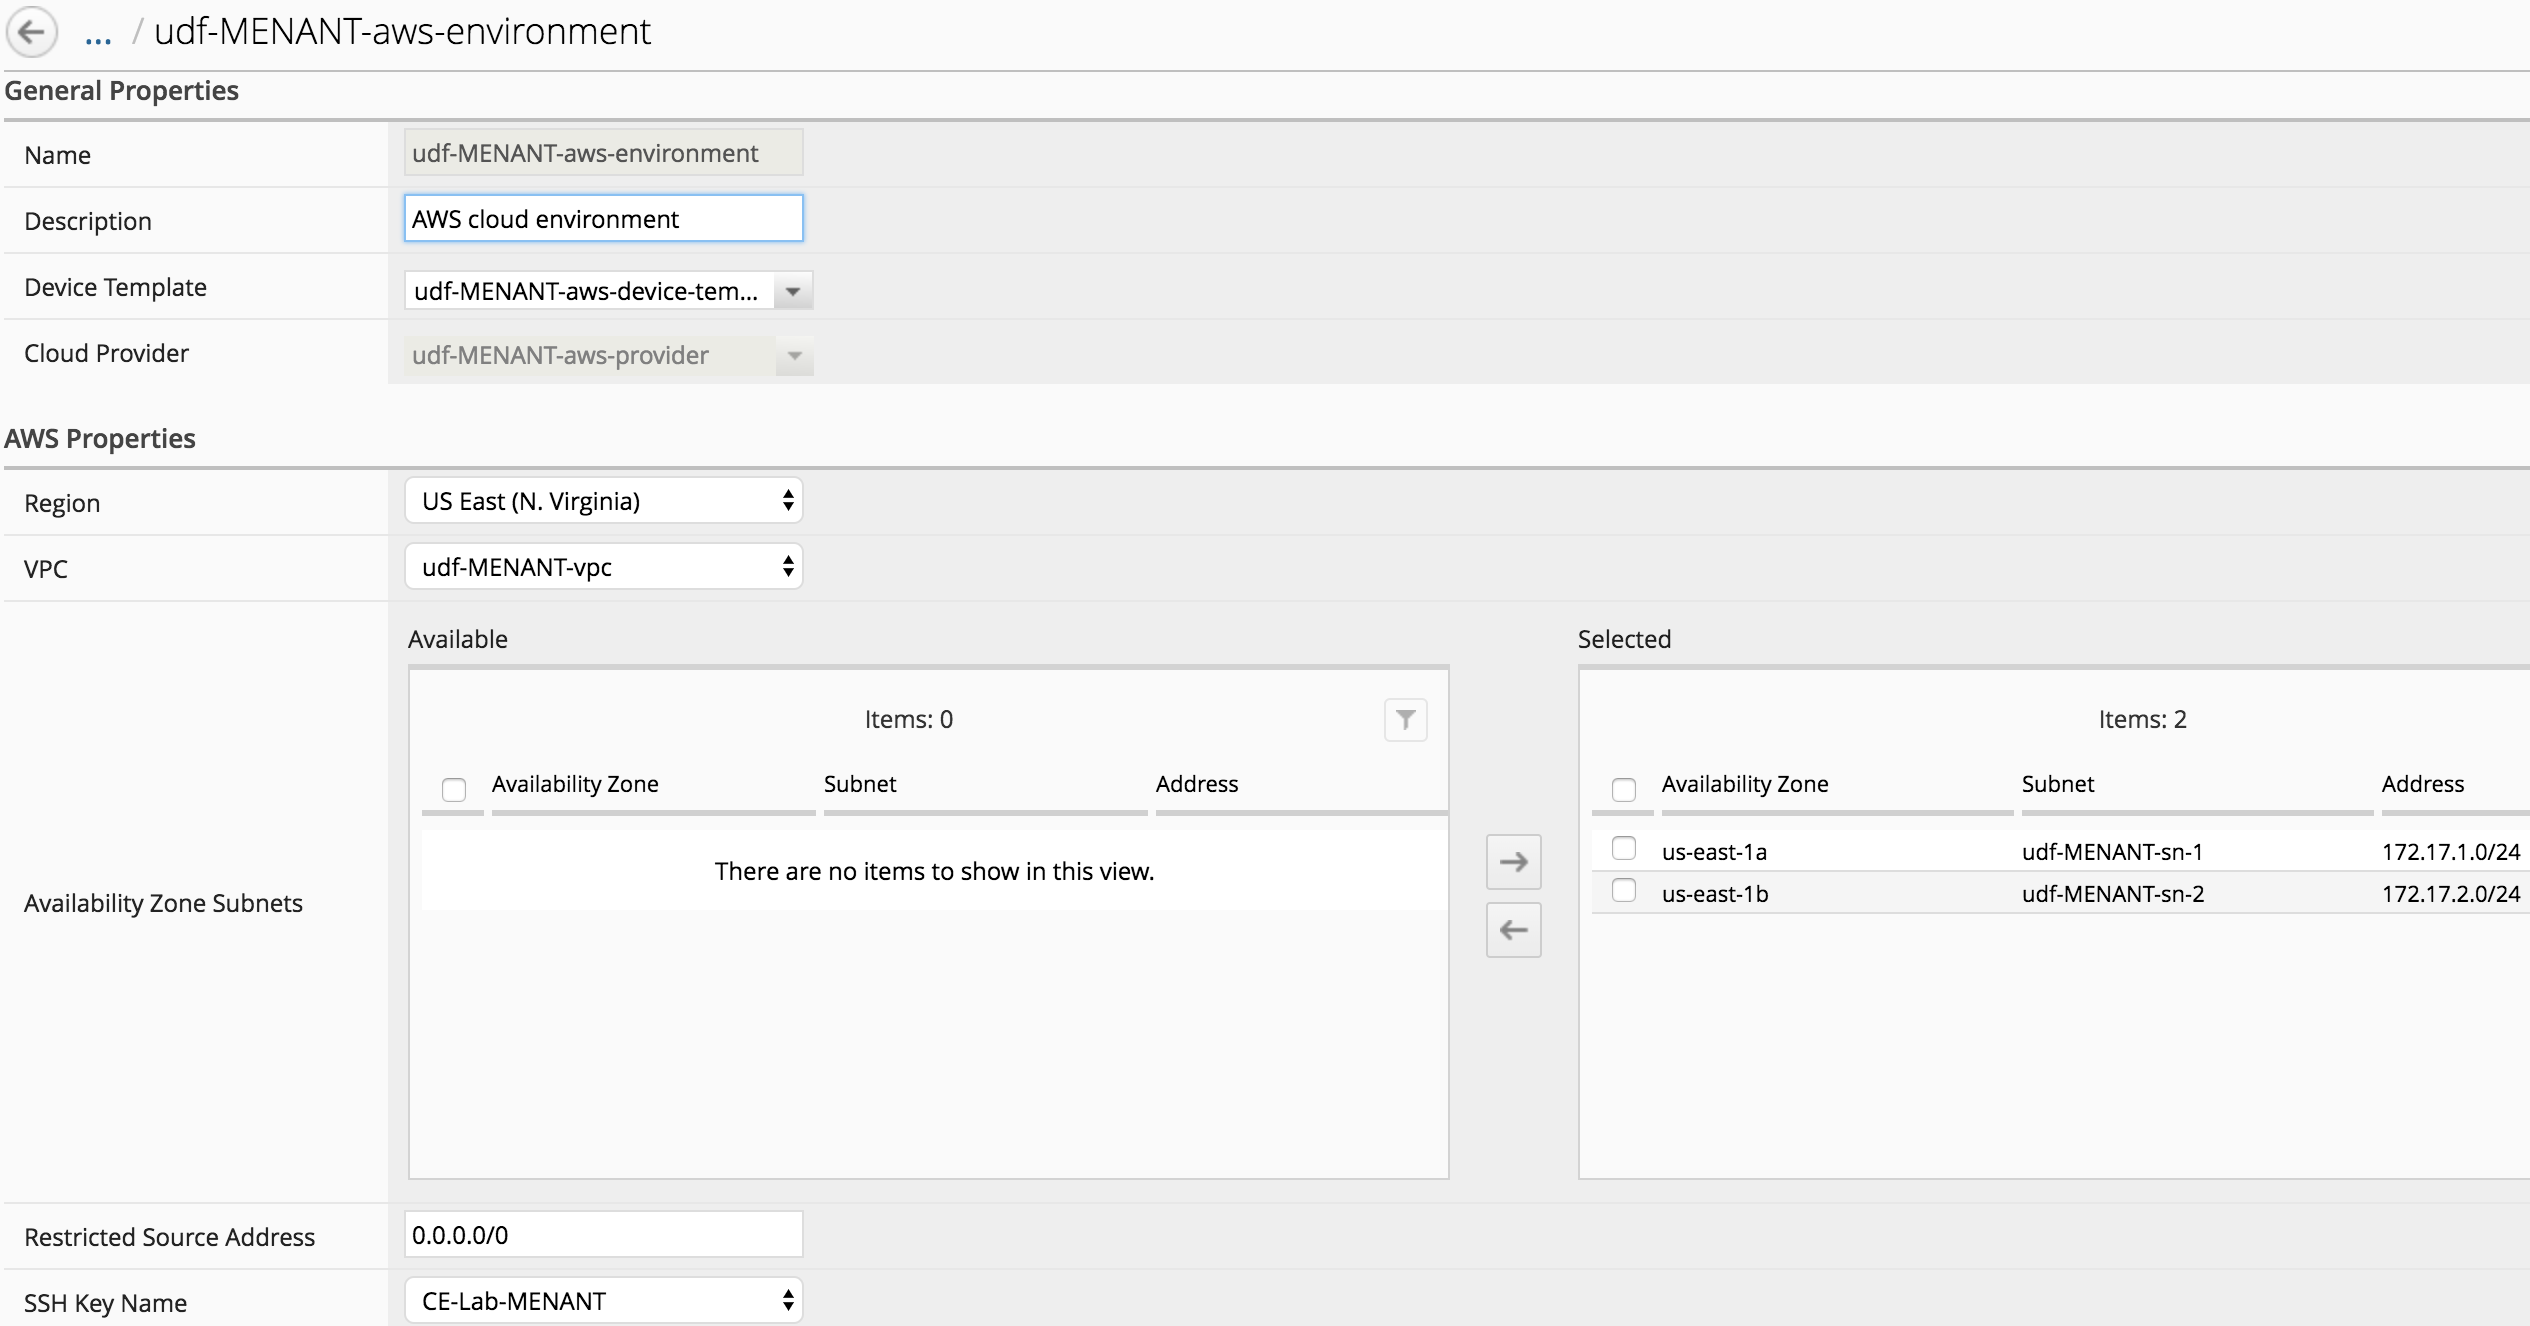 ... / udf-MENANT-aws-environment
General Properties
Name
udf-MENANT-aws-environment
Description
AWS cloud environment
Device Template
udf-MENANT-aws-device-tem...
Cloud Provider
udf-MENANT-aws-provider
AWS Properties
Region
US East (N. Virginia)
VPC
udf-MENANT-vpc
Availability Zone Subnets
Available
Items: 0
Availability Zone Subnet Address
There are no items to show in this view.
Selected
Items: 2
Availability Zone Subnet Address
us-east-1a udf-MENANT-sn-1 172.17.1.0/24
us-east-1b udf-MENANT-sn-2 172.17.2.0/24
Restricted Source Address
0.0.0.0/0
SSH Key Name
CE-Lab-MENANT